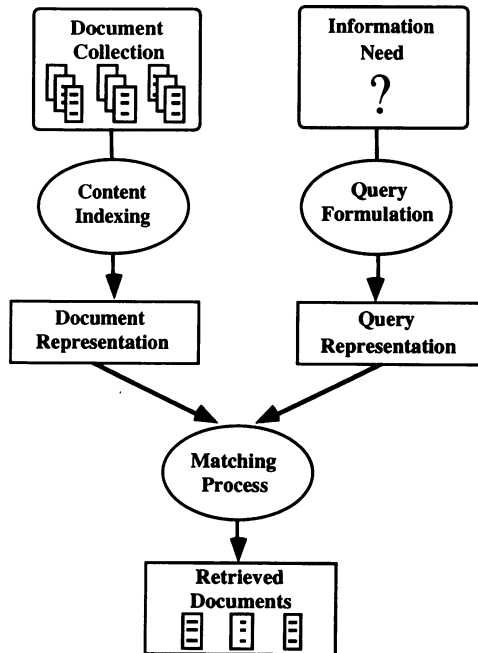 Document
Collection
Information
Need
?
Content
Indexing
Query
Formulation
Document
Representation
Query
Representation
Matching
Process
Retrieved
Documents